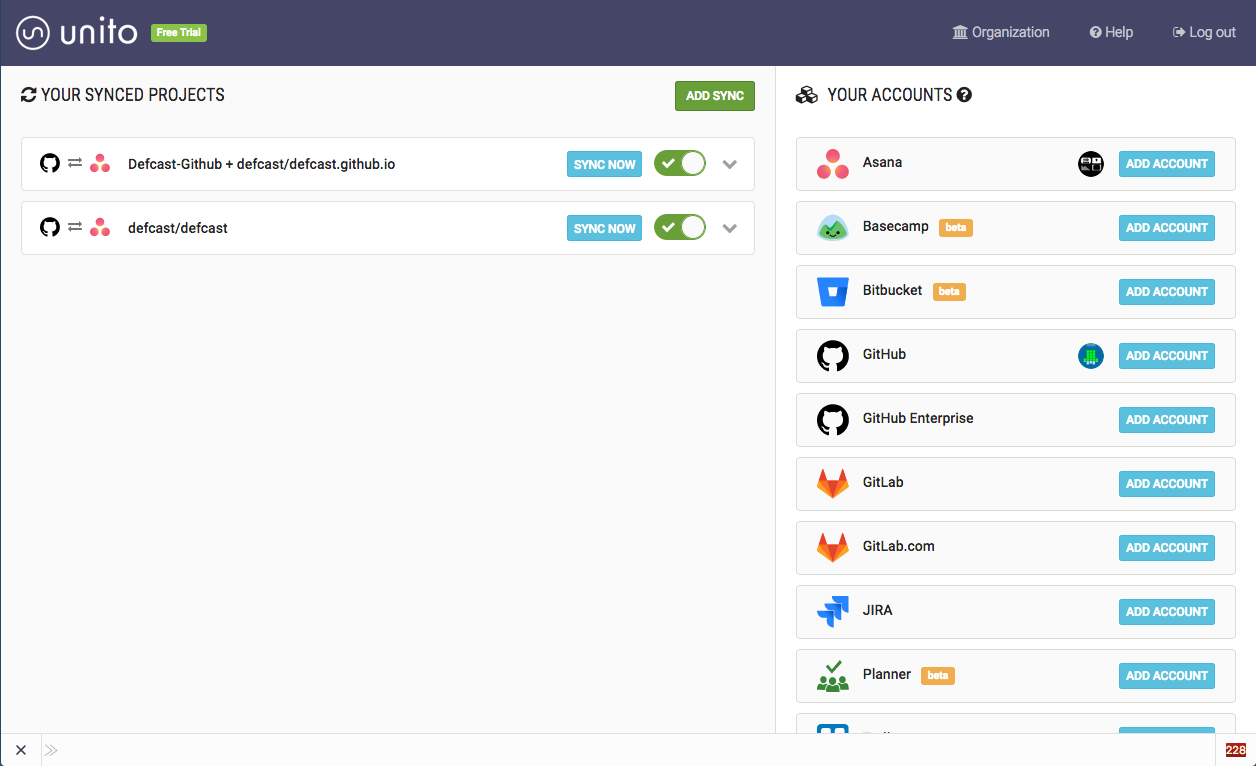 unito Free Trial
Organization Help Log out
YOUR SYNCED PROJECTS ADD SYNC
Defcast-Github + defcast/defcast.github.io SYNC NOW
defcast/defcast SYNC NOW
YOUR ACCOUNTS
Asana ADD ACCOUNT
Basecamp beta ADD ACCOUNT
Bitbucket beta ADD ACCOUNT
GitHub ADD ACCOUNT
GitHub Enterprise ADD ACCOUNT
GitLab ADD ACCOUNT
GitLab.com ADD ACCOUNT
JIRA ADD ACCOUNT
Planner beta ADD ACCOUNT
228